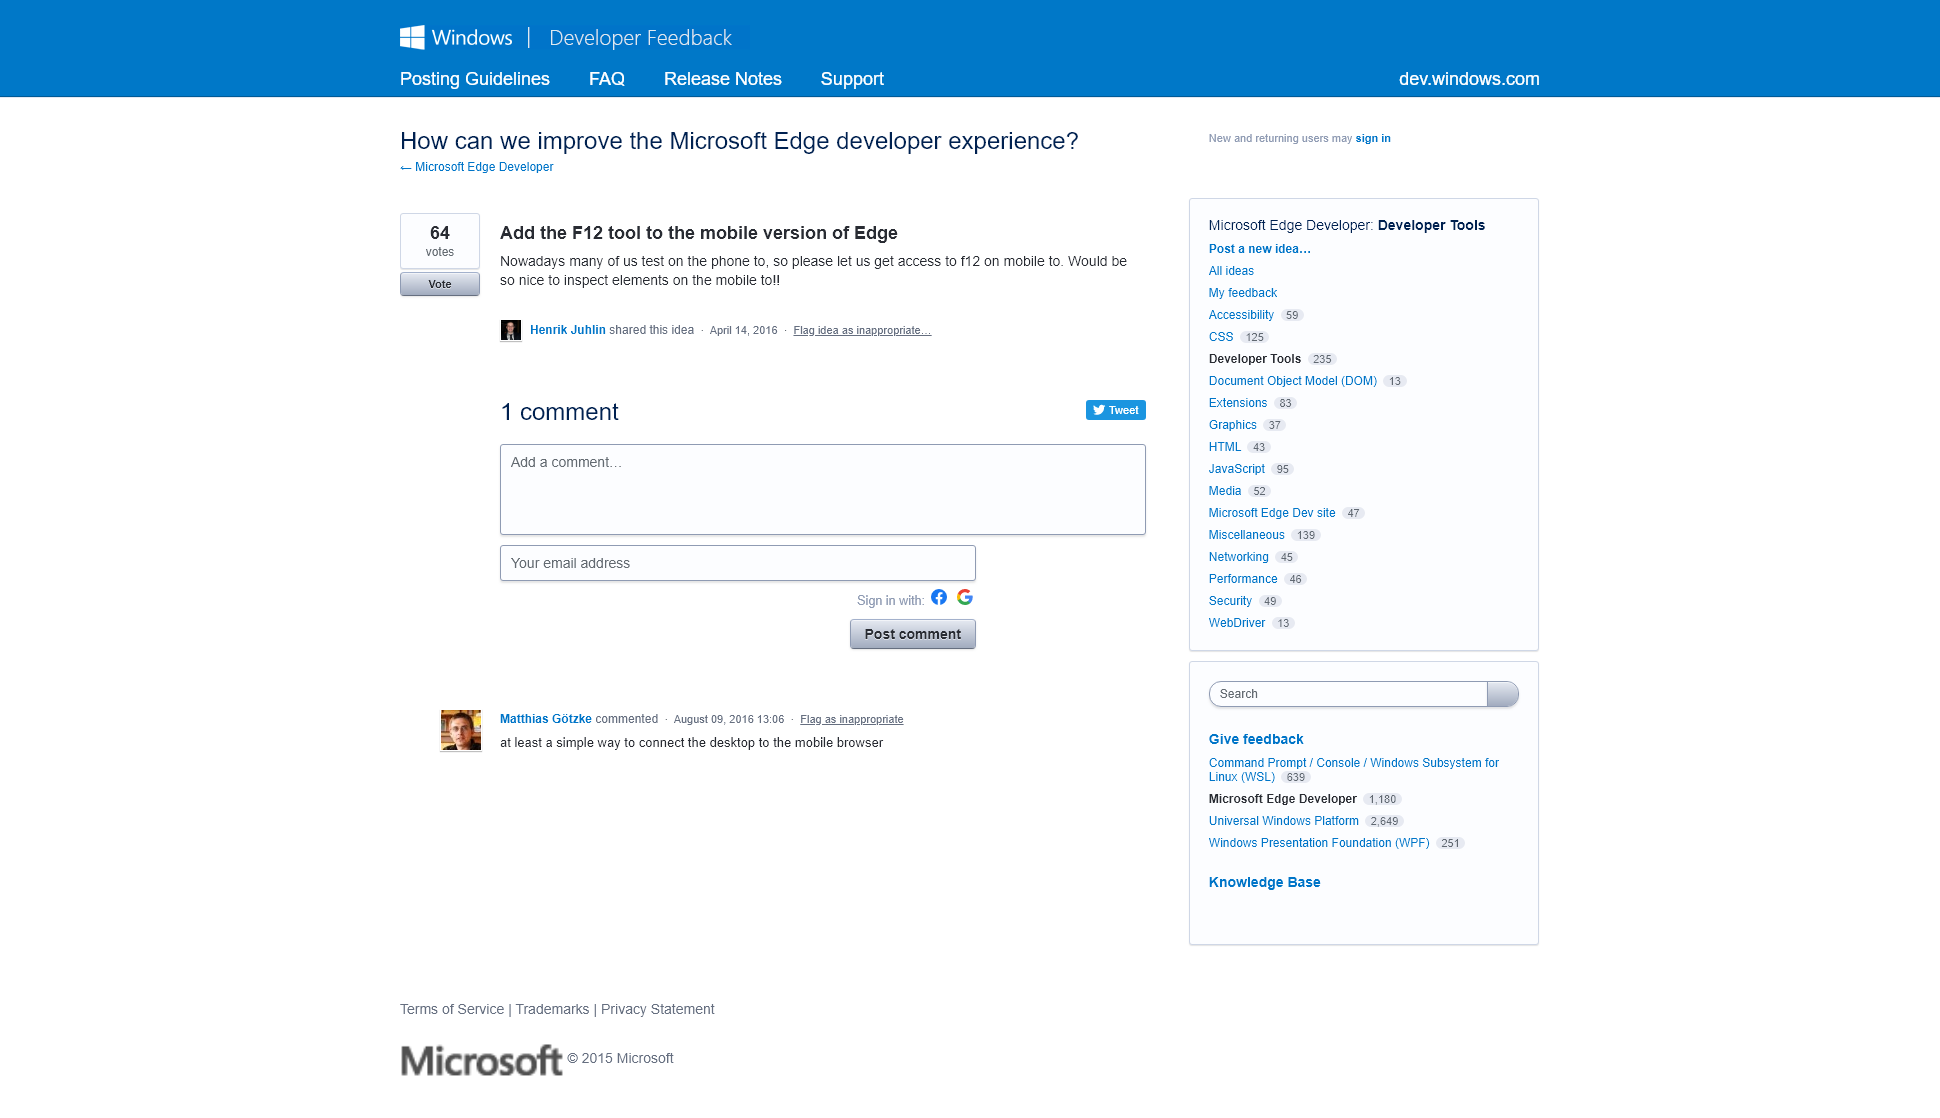 Windows | Developer Feedback
Posting Guidelines FAQ Release Notes Support dev.windows.com
How can we improve the Microsoft Edge developer experience?
← Microsoft Edge Developer
New and returning users may sign in
64
votes
Vote
Add the F12 tool to the mobile version of Edge
Nowadays many of us test on the phone to, so please let us get access to f12 on mobile to. Would be
so nice to inspect elements on the mobile to!!
Henrik Juhlin shared this idea · April 14, 2016 · Flag idea as inappropriate…
1 comment
Tweet
Add a comment…
Your email address
Sign in with:
Post comment
Matthias Götzke commented · August 09, 2016 13:06 · Flag as inappropriate
at least a simple way to connect the desktop to the mobile browser
Microsoft Edge Developer: Developer Tools
Post a new idea…
All ideas
My feedback
Accessibility 59
CSS 125
Developer Tools 235
Document Object Model (DOM) 13
Extensions 83
Graphics 37
HTML 43
JavaScript 95
Media 52
Microsoft Edge Dev site 47
Miscellaneous 139
Networking 45
Performance 46
Security 49
WebDriver 13
Search
Give feedback
Command Prompt / Console / Windows Subsystem for
Linux (WSL) 639
Microsoft Edge Developer 1,180
Universal Windows Platform 2,649
Windows Presentation Foundation (WPF) 251
Knowledge Base
Terms of Service | Trademarks | Privacy Statement
Microsoft © 2015 Microsoft